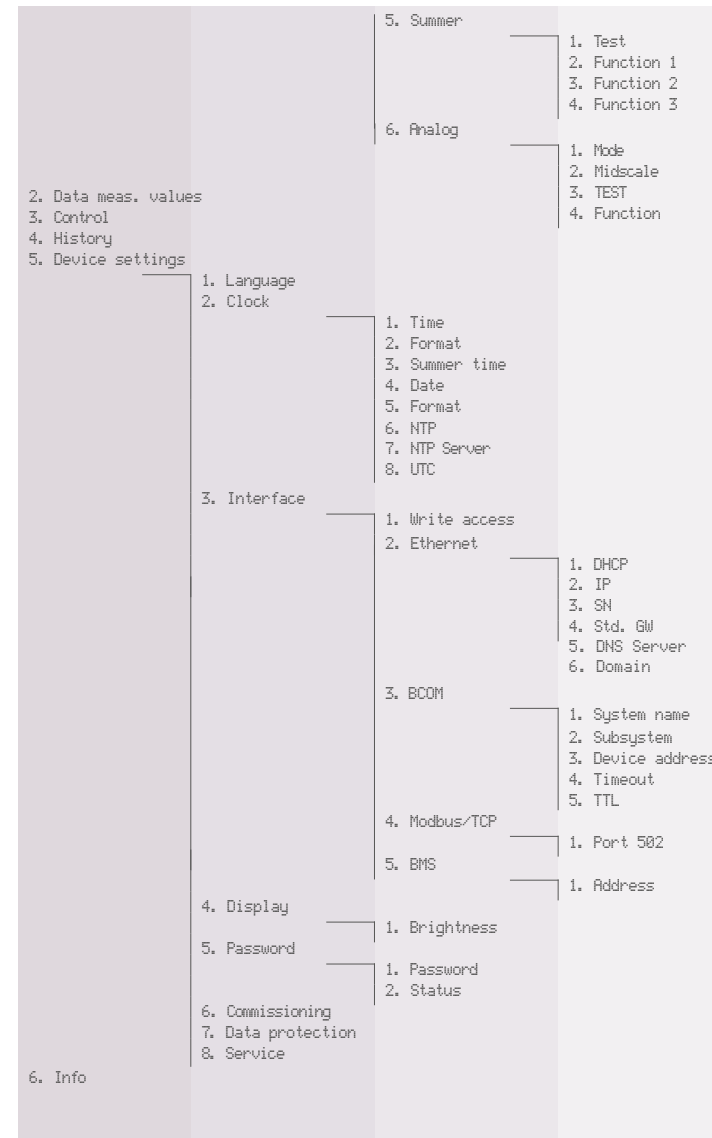 5. Summer
1. Test
2. Function 1
3. Function 2
4. Function 3
6. Analog
1. Mode
2. Midscale
3. TEST
4. Function
2. Data meas. values
3. Control
4. History
5. Device settings
1. Language
2. Clock
1. Time
2. Format
3. Summer time
4. Date
5. Format
6. NTP
7. NTP Server
8. UTC
3. Interface
1. Write access
2. Ethernet
1. DHCP
2. IP
3. SN
4. Std. GW
5. DNS Server
6. Domain
3. BCOM
1. System name
2. Subsystem
3. Device address
4. Timeout
5. TTL
4. Modbus/TCP
1. Port 502
5. BMS
1. Address
4. Display
1. Brightness
5. Password
1. Password
2. Status
6. Commissioning
7. Data protection
8. Service
6. Info